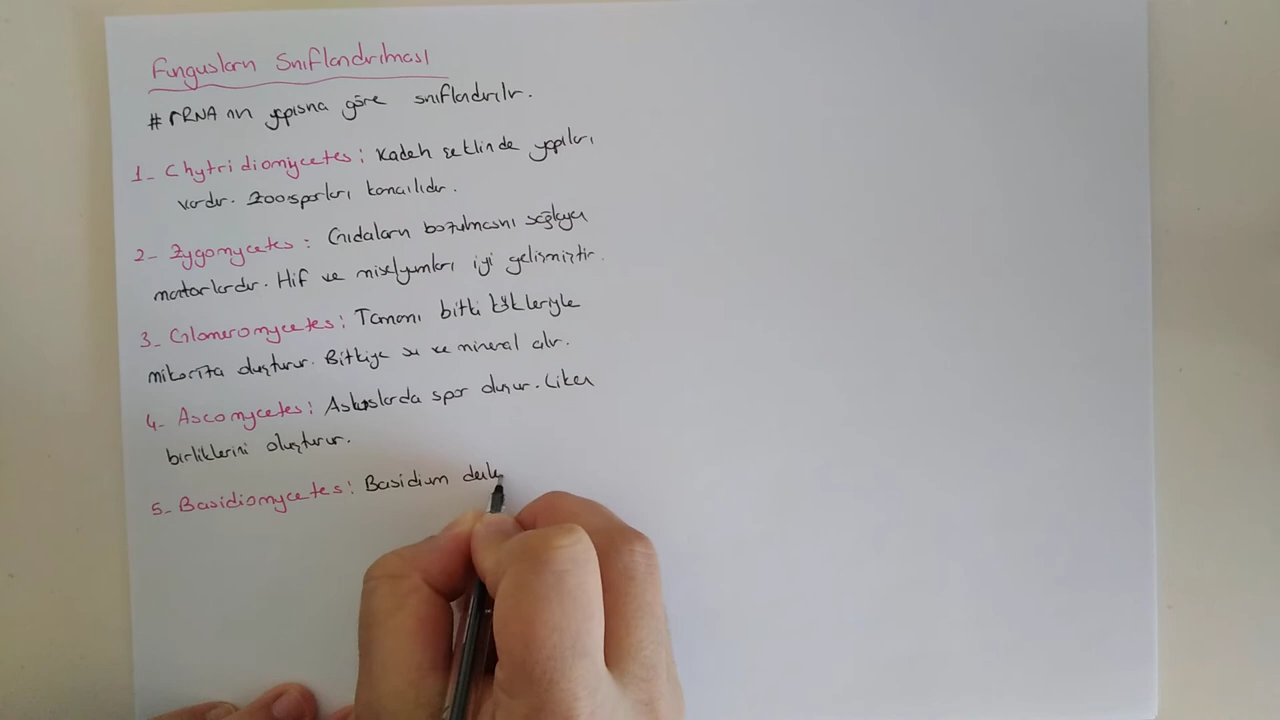 Fungusların Sınıflandırılması
# rRNA nın yapısına göre sınıflandırılır.
1- Chytridiomycetes: Kadeh şeklinde yapıları
vardır. Zoosporları kamçılıdır.
2- Zygomycetes: Gıdaların bozulmasını sağlayan
mantarlardır. Hif ve miselyumları iyi gelişmiştir.
3- Glomeromycetes: Tamamı bitki kökleriyle
mikoriza oluşturur. Bitkiye su ve mineral alır.
4- Ascomycetes: Askuslarda spor oluşur. Liken
birliklerini oluşturur.
5- Basidiomycetes: Basidium